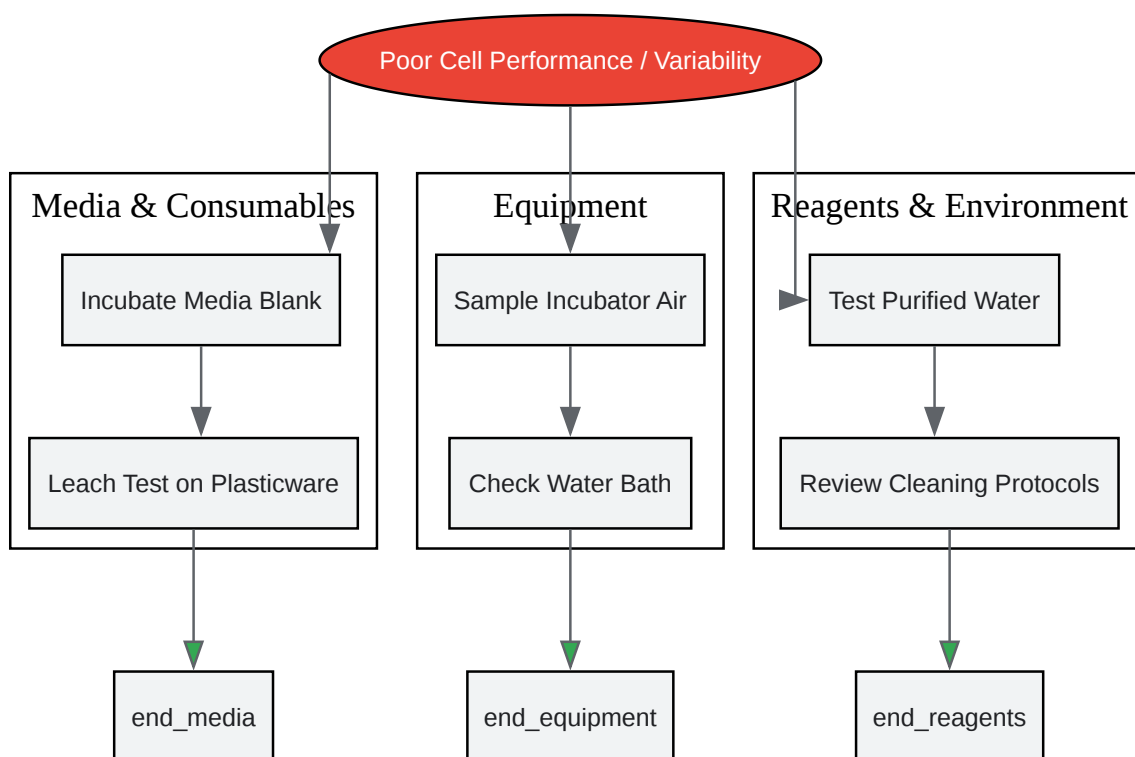 Poor Cell Performance / Variability
Media & Consumables
Equipment
Reagents & Environment
Incubate Media Blank
Sample Incubator Air
Test Purified Water
Leach Test on Plasticware
Check Water Bath
Review Cleaning Protocols
end_media
end_equipment
end_reagents